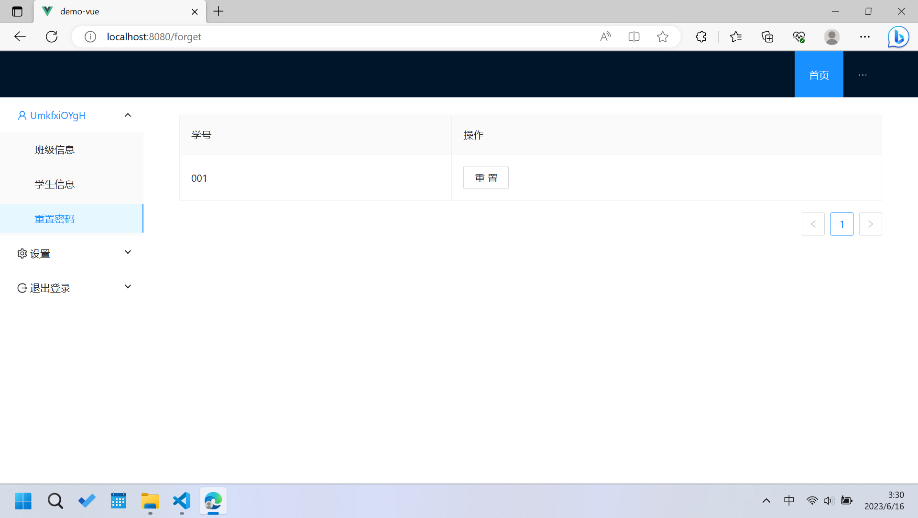 demo-vue
localhost:8080/forget
首页
···
UmkfxiOYgH
班级信息
学生信息
重置密码
设置
退出登录
学号 操作
001 重 置
1
中
3:30
2023/6/16